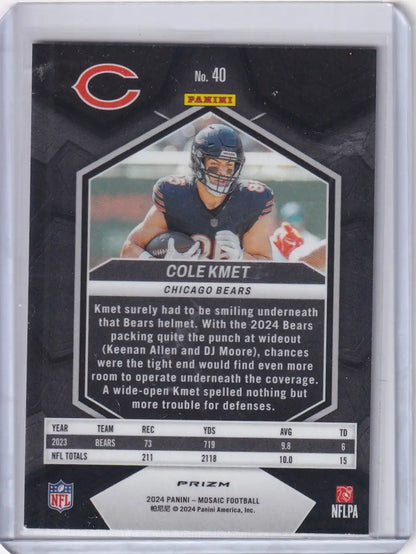 No. 40
PANINI
COLE KMET
CHICAGO BEARS
Kmet surely had to be smiling underneath
that Bears helmet. With the 2024 Bears
packing quite the punch at wideout
(Keenan Allen and DJ Moore), chances
were the tight end would find even more
room to operate underneath the coverage.
A wide-open Kmet spelled nothing but
more trouble for defenses.
YEAR TEAM REC YDS AVG TD
2023 BEARS 73 719 9.8 6
NFL TOTALS 211 2118 10.0 15
PRIZM
2024 PANINI – MOSAIC FOOTBALL
帕尼尼 © 2024 Panini America, Inc.
NFL
NFLPA